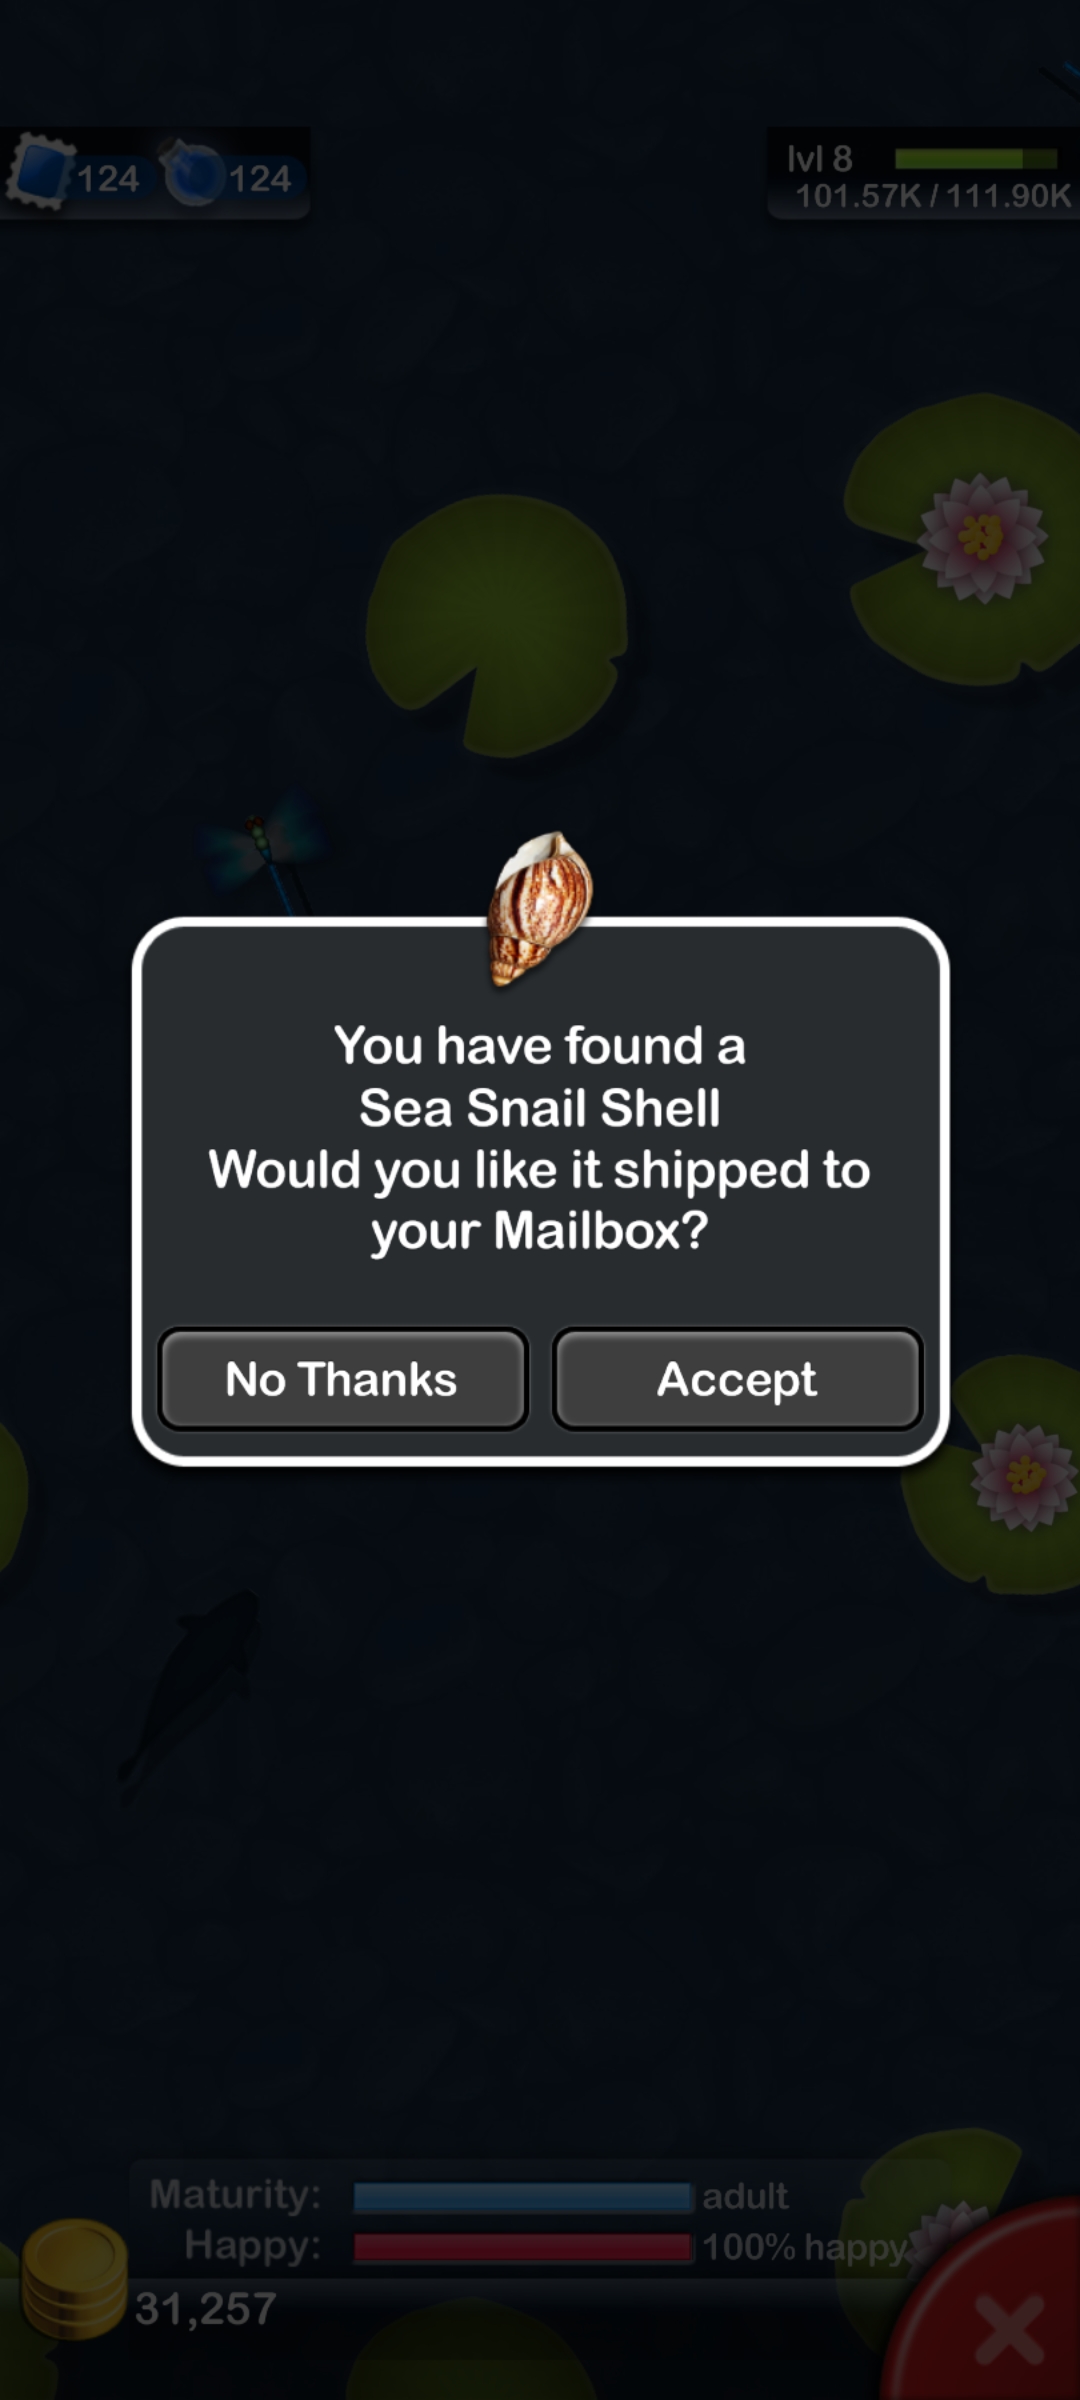 124 124
lvl 8
101.57K / 111.90K
You have found a
Sea Snail Shell
Would you like it shipped to
your Mailbox?
No Thanks Accept
Maturity: adult
Happy: 100% happy
31,257